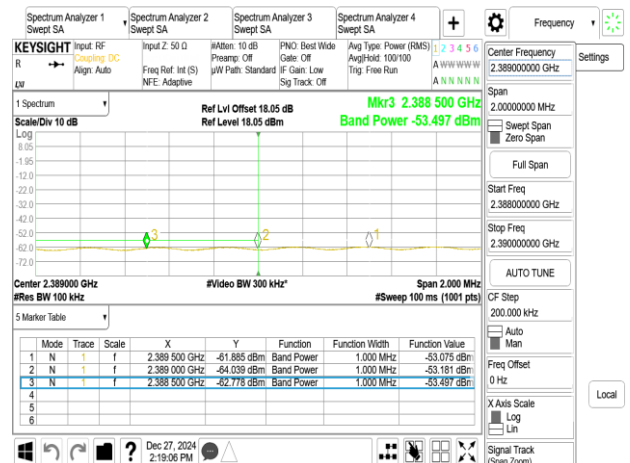 Spectrum Analyzer 1
Swept SA
Spectrum Analyzer 2
Swept SA
Spectrum Analyzer 3
Swept SA
Spectrum Analyzer 4
Swept SA
+
Frequency
KEYSIGHT
R
LXI
Input: RF
Coupling: DC
Align: Auto
Input Z: 50 Ω
Freq Ref: Int (S)
NFE: Adaptive
#Atten: 10 dB
Preamp: Off
µW Path: Standard
PNO: Best Wide
Gate: Off
IF Gain: Low
Sig Track: Off
Avg Type: Power (RMS)
Avg|Hold: 100/100
Trig: Free Run
1 2 3 4 5 6
A W W W W W
A N N N N N
1 Spectrum
Scale/Div 10 dB
Ref Lvl Offset 18.05 dB
Ref Level 18.05 dBm
Mkr3 2.388 500 GHz
Band Power -53.497 dBm
Log
8.05
-1.95
-12.0
-22.0
-32.0
-42.0
-52.0
-62.0
-72.0
3
2
1
Center 2.389000 GHz
#Video BW 300 kHz*
Span 2.000 MHz
#Res BW 100 kHz
#Sweep 100 ms (1001 pts)
5 Marker Table
Mode Trace Scale X Y Function Function Width Function Value
1 N 1 f 2.389 500 GHz -61.885 dBm Band Power 1.000 MHz -53.075 dBm
2 N 1 f 2.389 000 GHz -64.039 dBm Band Power 1.000 MHz -53.181 dBm
3 N 1 f 2.388 500 GHz -62.778 dBm Band Power 1.000 MHz -53.497 dBm
4
5
6
?
Dec 27, 2024
2:19:06 PM
Center Frequency
2.389000000 GHz
Settings
Span
2.00000000 MHz
Swept Span
Zero Span
Full Span
Start Freq
2.388000000 GHz
Stop Freq
2.390000000 GHz
AUTO TUNE
CF Step
200.000 kHz
Auto
Man
Freq Offset
0 Hz
Local
X Axis Scale
Log
Lin
Signal Track
(Span Zoom)